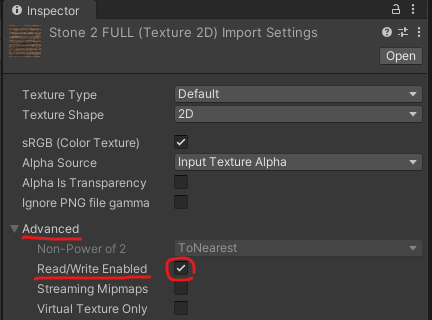 Inspector
Stone 2 FULL (Texture 2D) Import Settings
Open
Texture Type Default
Texture Shape 2D
sRGB (Color Texture)
Alpha Source Input Texture Alpha
Alpha Is Transparency
Ignore PNG file gamma
Advanced
Non-Power of 2 ToNearest
Read/Write Enabled
Streaming Mipmaps
Virtual Texture Only